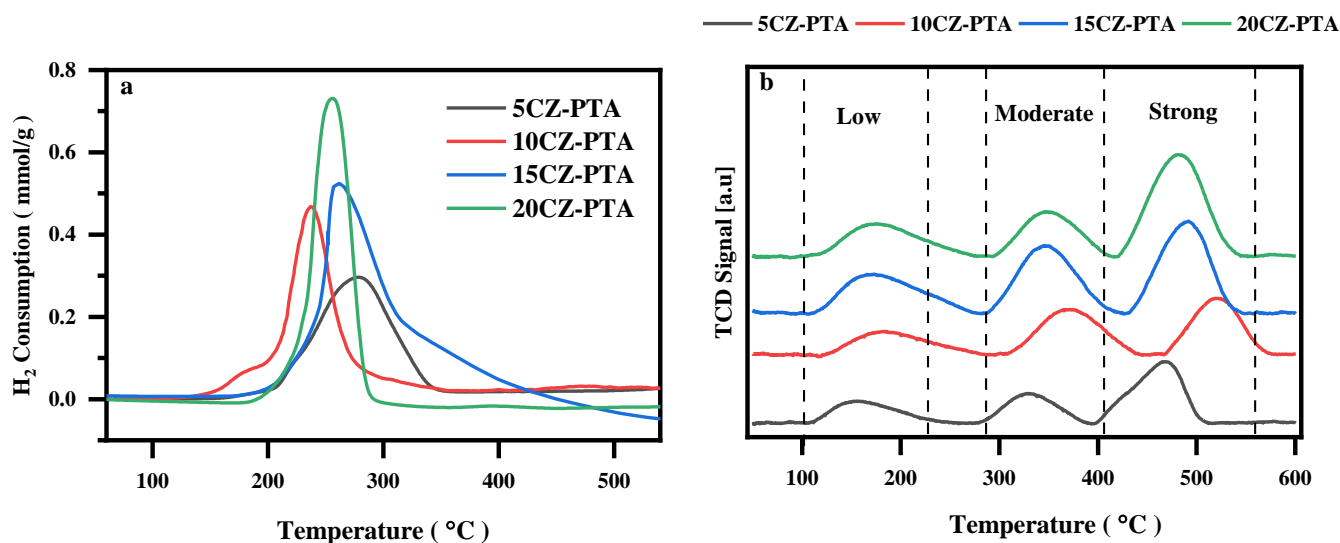 5CZ-PTA 10CZ-PTA 15CZ-PTA 20CZ-PTA
a
5CZ-PTA
10CZ-PTA
15CZ-PTA
20CZ-PTA
0.8
0.6
0.4
0.2
0.0
H2 Consumption ( mmol/g )
100 200 300 400 500
Temperature ( °C )
b
Low Moderate Strong
TCD Signal [a.u]
100 200 300 400 500 600
Temperature ( °C )